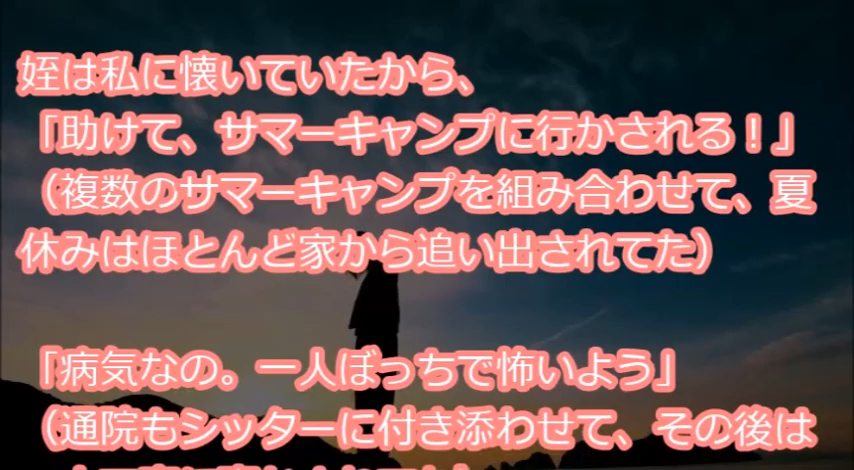 姪は私に懐いていたから、
「助けて、サマーキャンプに行かされる！」
（複数のサマーキャンプを組み合わせて、夏
休みはほとんど家から追い出されてた）
「病気なの。一人ぼっちで怖いよう」
（通院もシッターに付き添わせて、その後は